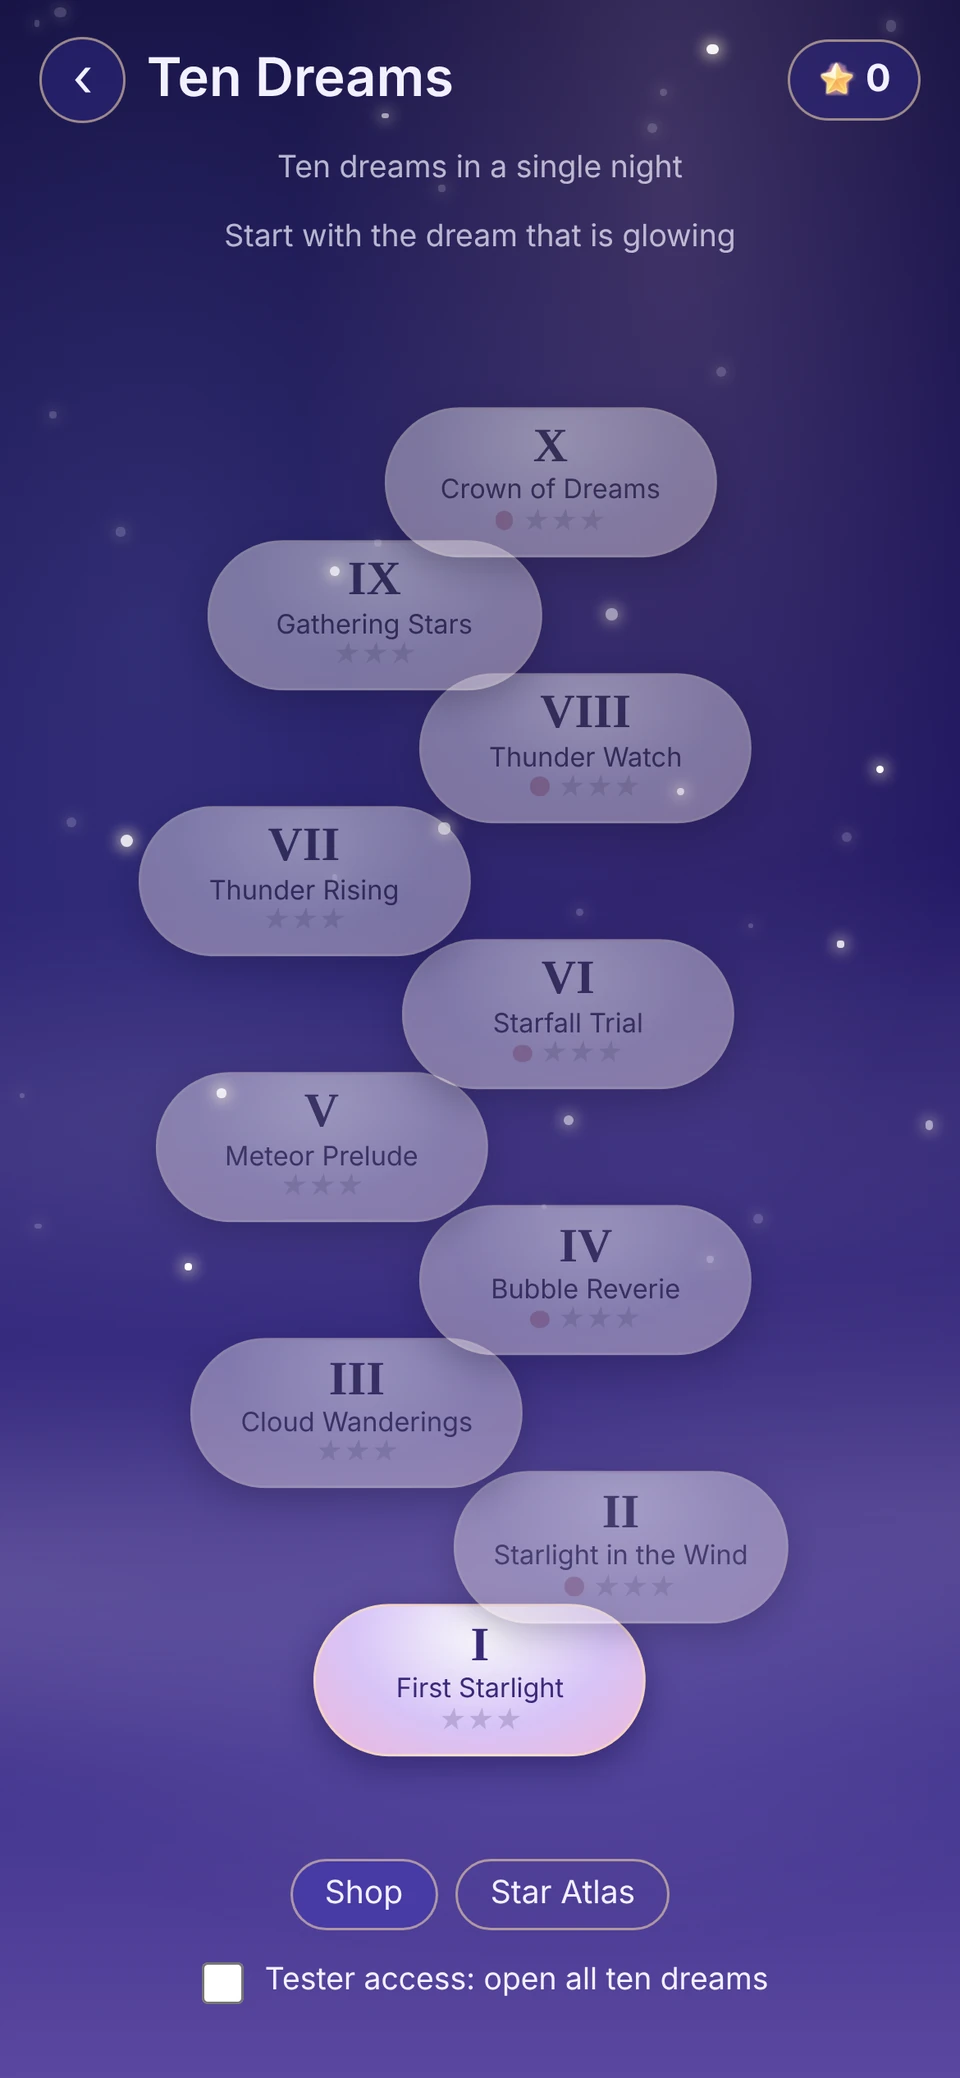 Ten Dreams
0
Ten dreams in a single night
Start with the dream that is glowing
X
Crown of Dreams
IX
Gathering Stars
VIII
Thunder Watch
VII
Thunder Rising
VI
Starfall Trial
V
Meteor Prelude
IV
Bubble Reverie
III
Cloud Wanderings
II
Starlight in the Wind
I
First Starlight
Shop
Star Atlas
Tester access: open all ten dreams